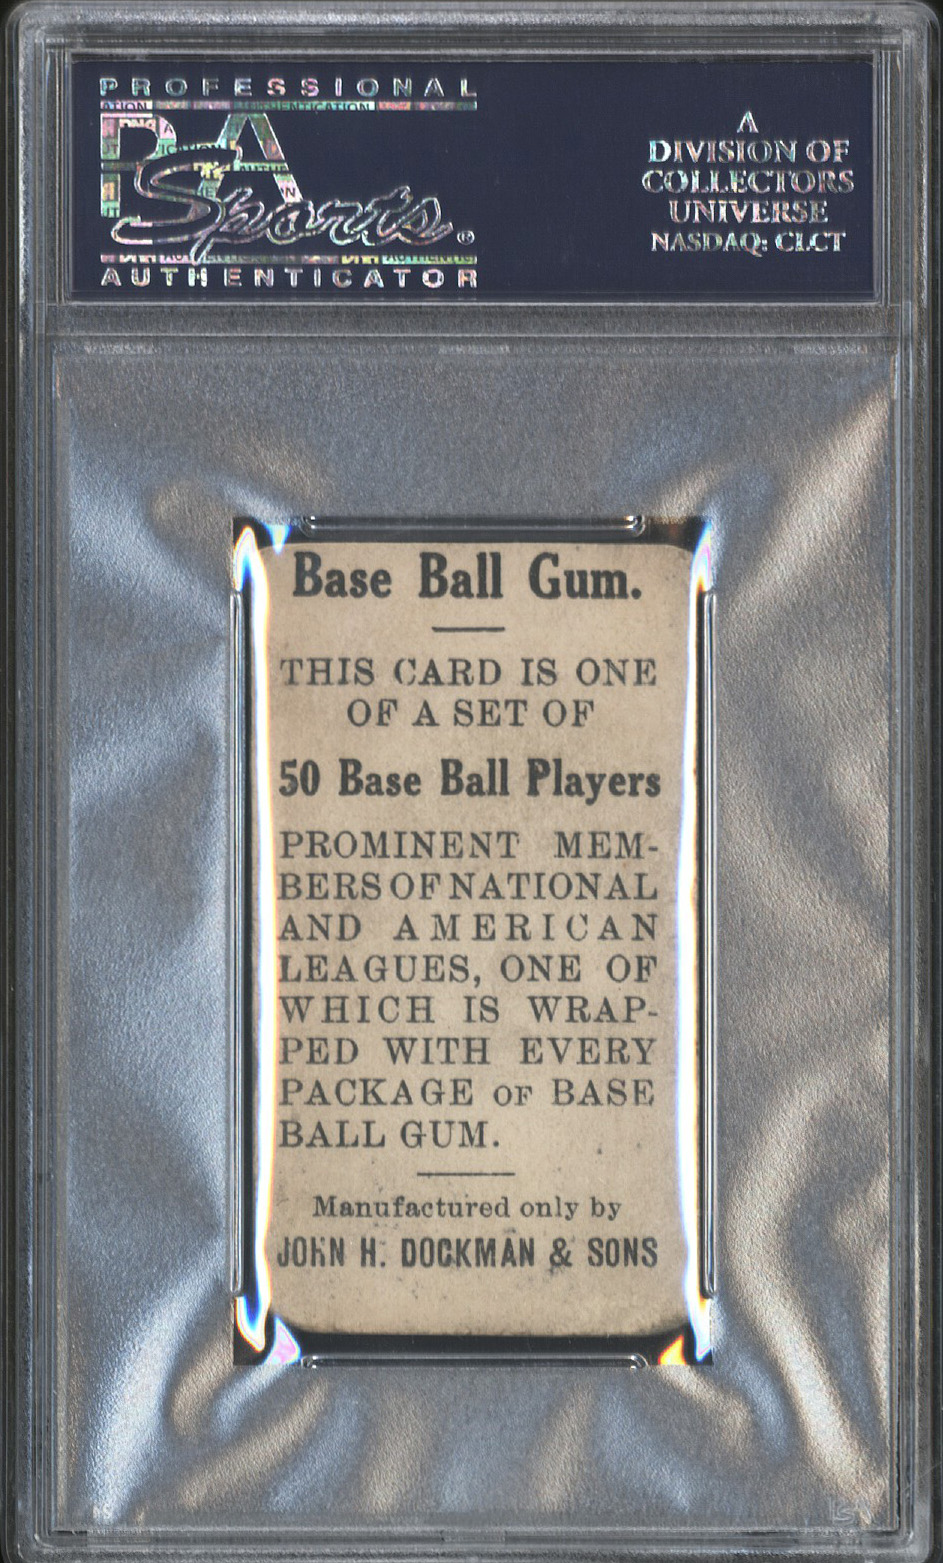 PROFESSIONAL
PSA
Sports®
AUTHENTICATOR
A
DIVISION OF
COLLECTORS
UNIVERSE
NASDAQ: CLCT
Base Ball Gum.
THIS CARD IS ONE
OF A SET OF
50 Base Ball Players
PROMINENT MEM-
BERS OF NATIONAL
AND AMERICAN
LEAGUES, ONE OF
WHICH IS WRAP-
PED WITH EVERY
PACKAGE OF BASE
BALL GUM.
Manufactured only by
JOHN H. DOCKMAN & SONS